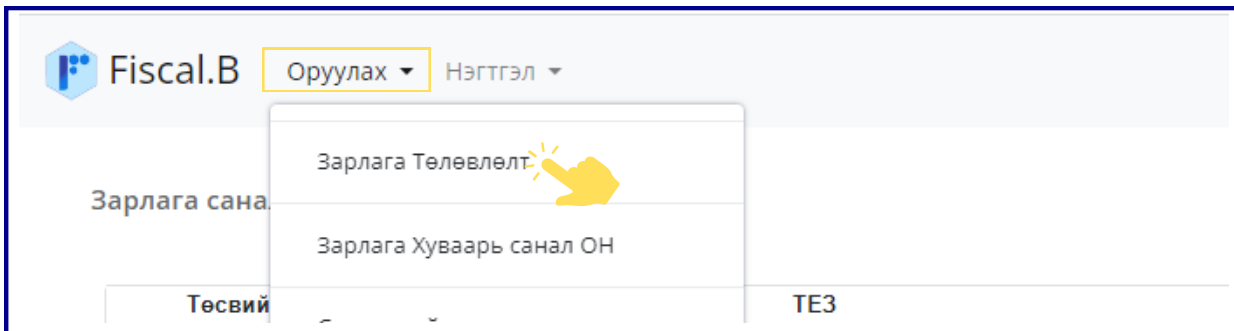 Fiscal.B Оруулах Нэгтгэл
Зарлага Төлөвлөлт
Зарлага сана
Зарлага Хуваарь санал ОН
Төсвий ТЕЗ